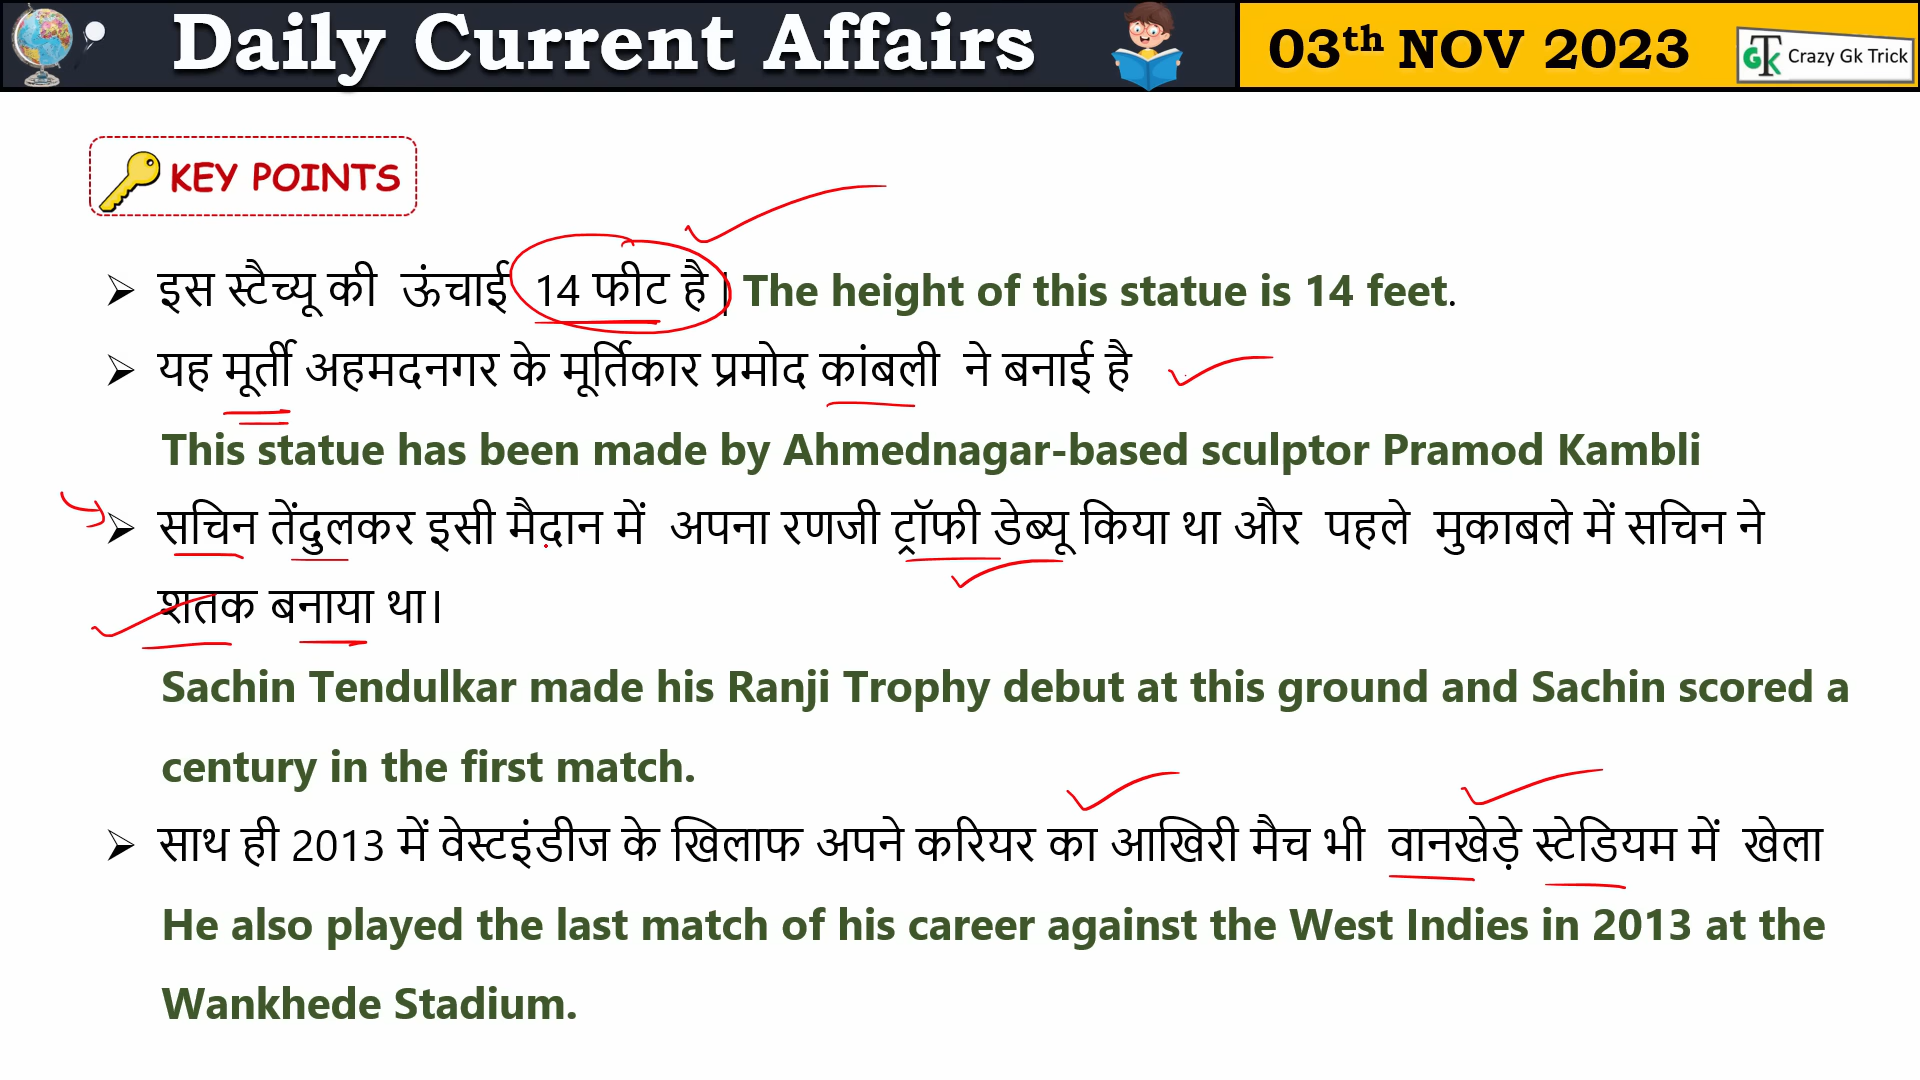 Daily Current Affairs
03th NOV 2023
GTK Crazy Gk Trick
KEY POINTS
➢ इस स्टैच्यू की ऊंचाई 14 फीट है | The height of this statue is 14 feet.
➢ यह मूर्ती अहमदनगर के मूर्तिकार प्रमोद कांबली ने बनाई है
This statue has been made by Ahmednagar-based sculptor Pramod Kambli
➢ सचिन तेंदुलकर इसी मैदान में अपना रणजी ट्रॉफी डेब्यू किया था और पहले मुकाबले में सचिन ने
शतक बनाया था।
Sachin Tendulkar made his Ranji Trophy debut at this ground and Sachin scored a
century in the first match.
➢ साथ ही 2013 में वेस्टइंडीज के खिलाफ अपने करियर का आखिरी मैच भी वानखेड़े स्टेडियम में खेला
He also played the last match of his career against the West Indies in 2013 at the
Wankhede Stadium.